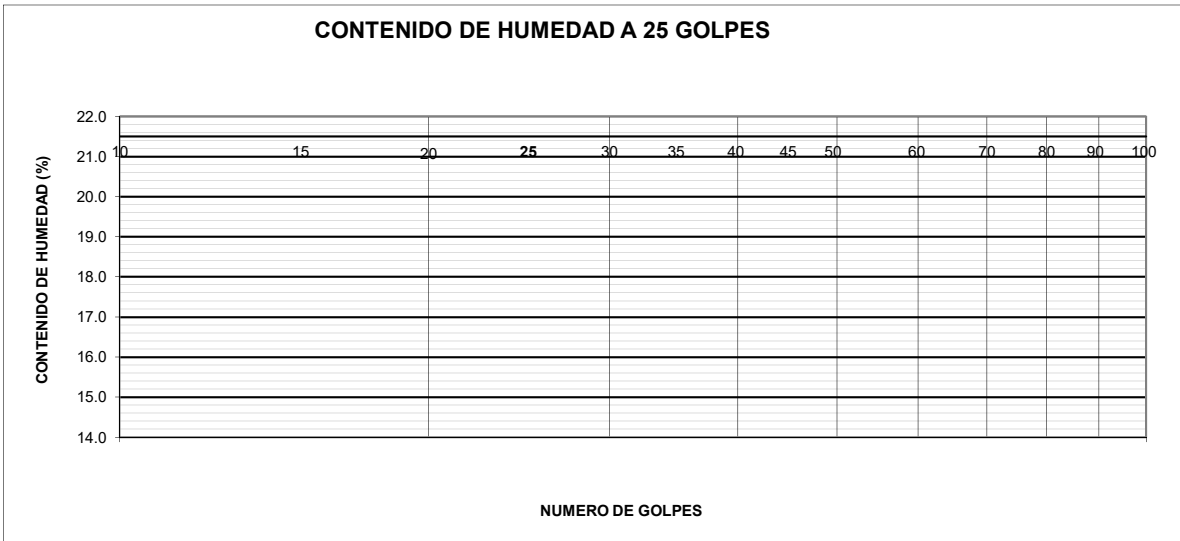 CONTENIDO DE HUMEDAD A 25 GOLPES
CONTENIDO DE HUMEDAD (%)
22.0
10 15 20 25 30 35 40 45 50 60 70 80 90 100
21.0
20.0
19.0
18.0
17.0
16.0
15.0
14.0
NUMERO DE GOLPES